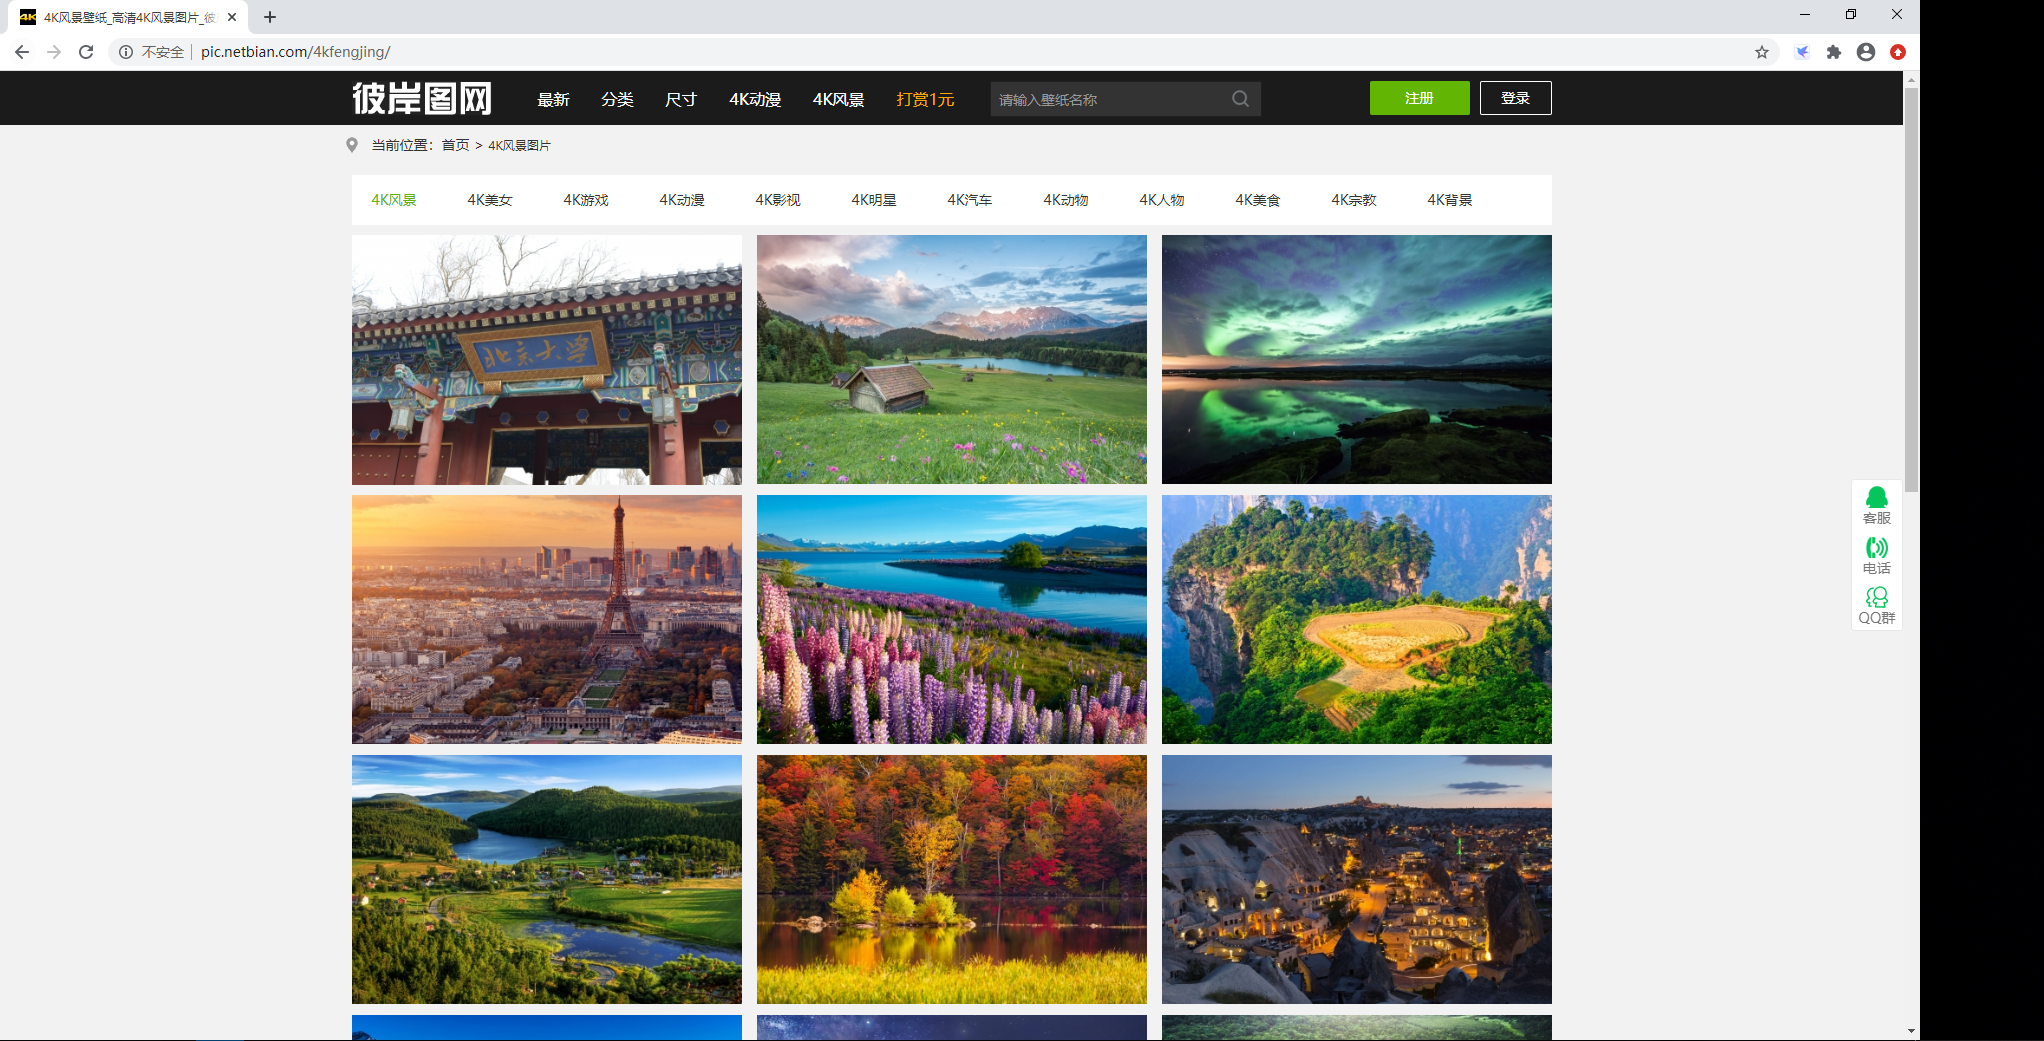 4K风景壁纸_高清4K风景图片_彼
不安全 pic.netbian.com/4kfengjing/
彼岸图网 最新 分类 尺寸 4K动漫 4K风景 打赏1元 请输入壁纸名称 注册 登录
当前位置：首页 > 4K风景图片
4K风景 4K美女 4K游戏 4K动漫 4K影视 4K明星 4K汽车 4K动物 4K人物 4K美食 4K宗教 4K背景
北京大学
客服
电话
QQ群